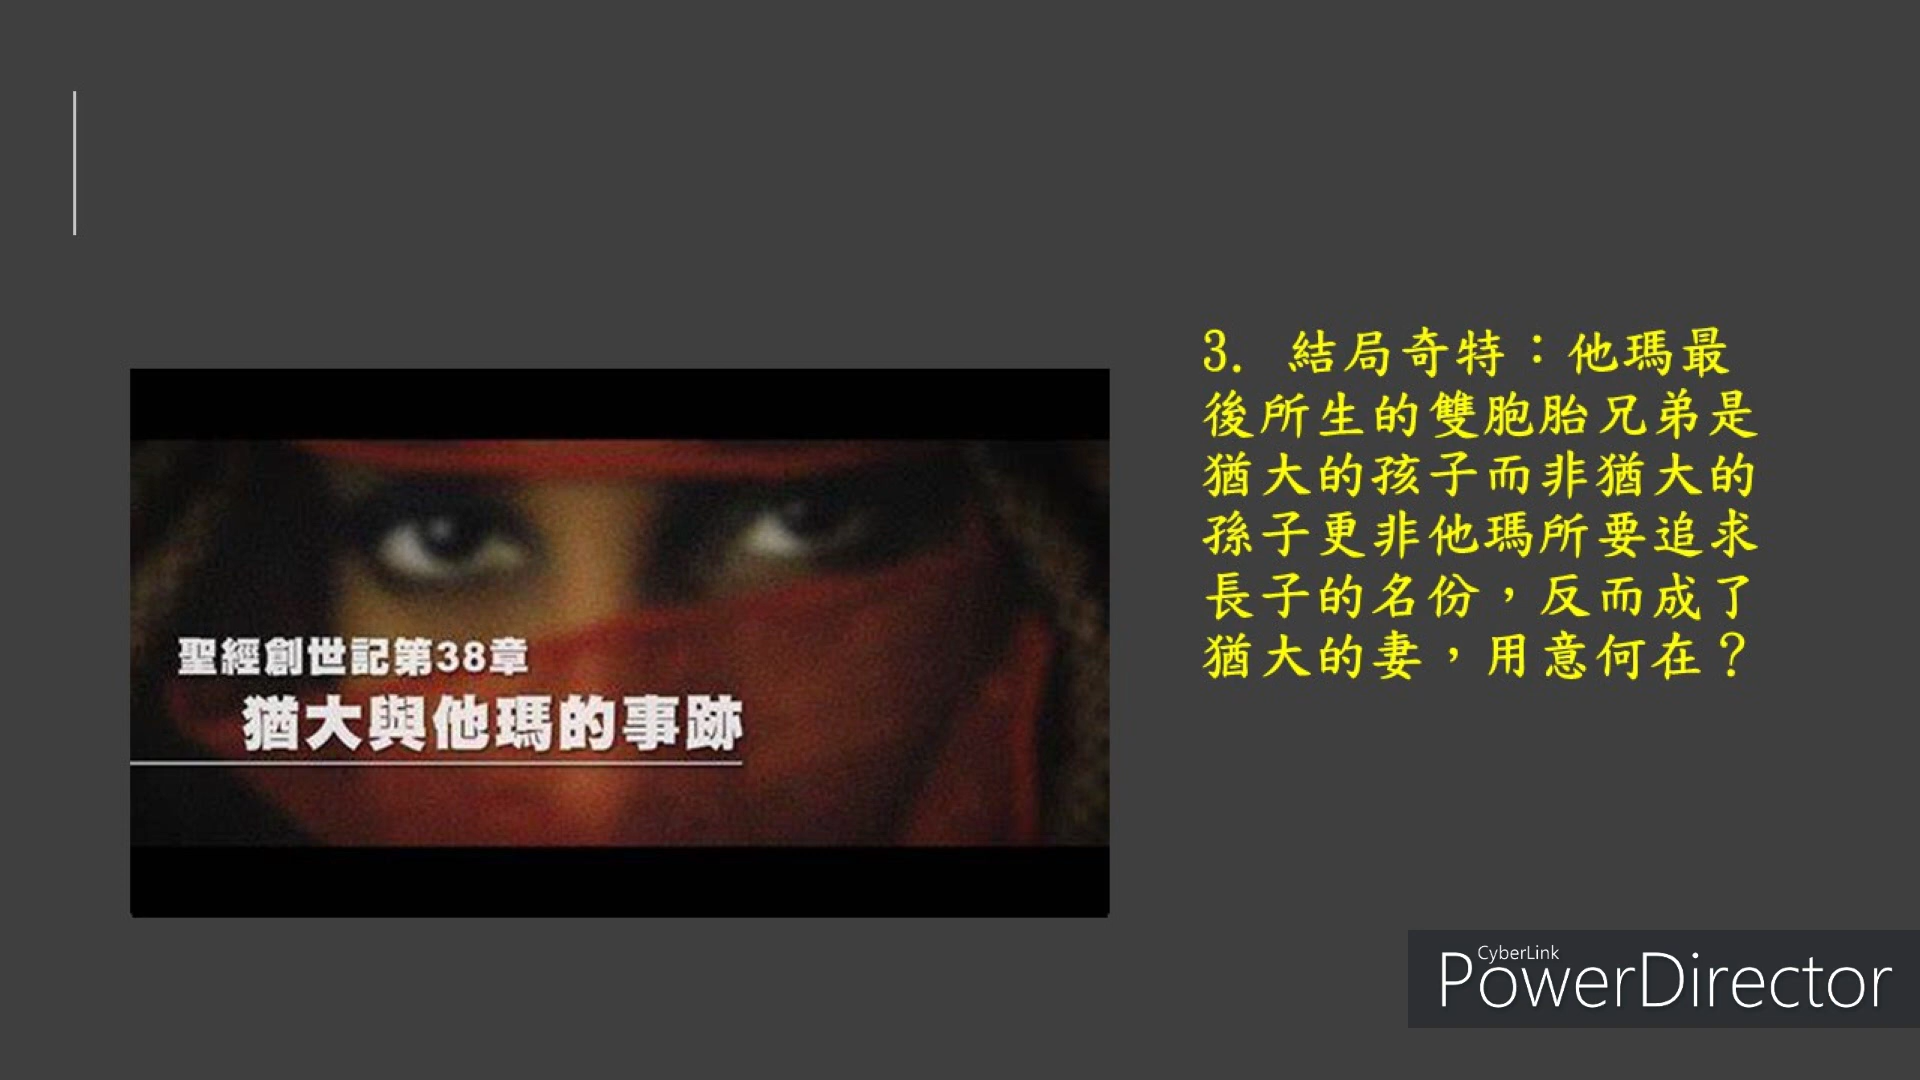 聖經創世記第38章
猶大與他瑪的事跡
3. 結局奇特：他瑪最
後所生的雙胞胎兄弟是
猶大的孩子而非猶大的
孫子更非他瑪所要追求
長子的名份，反而成了
猶大的妻，用意何在？
CyberLink
PowerDirector